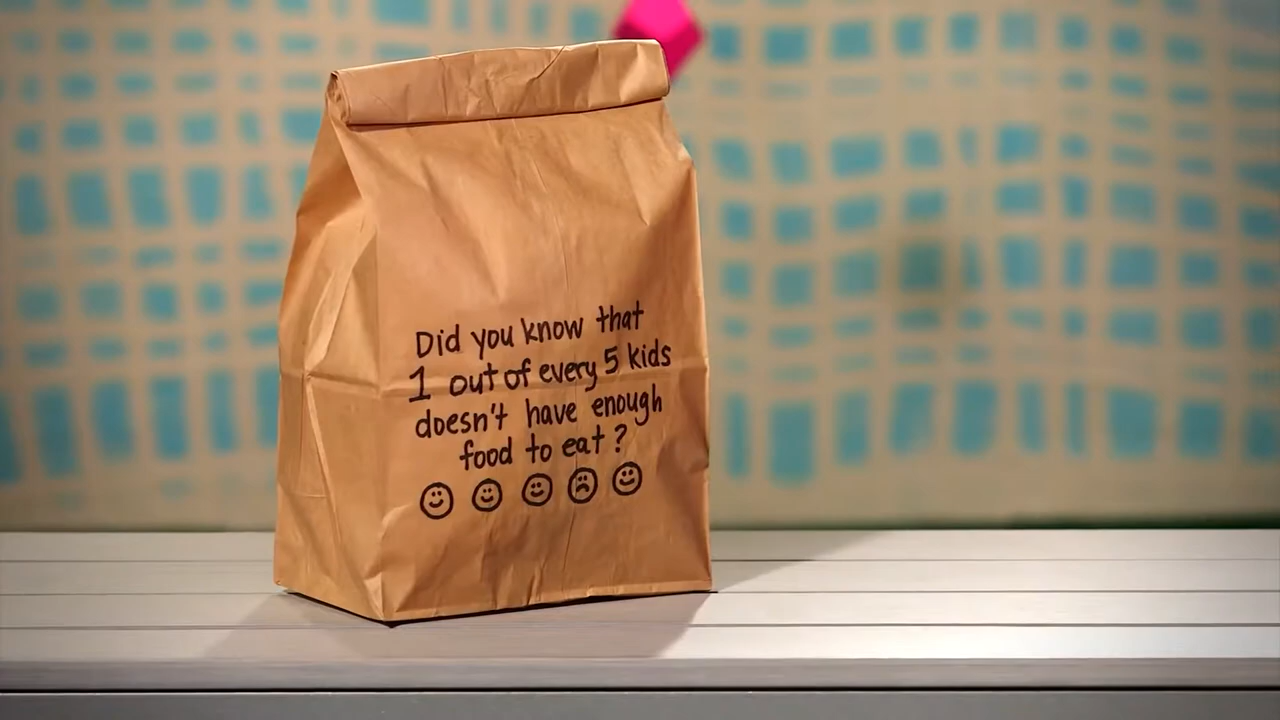 Did you know that
1 out of every 5 kids
doesn't have enough
food to eat?